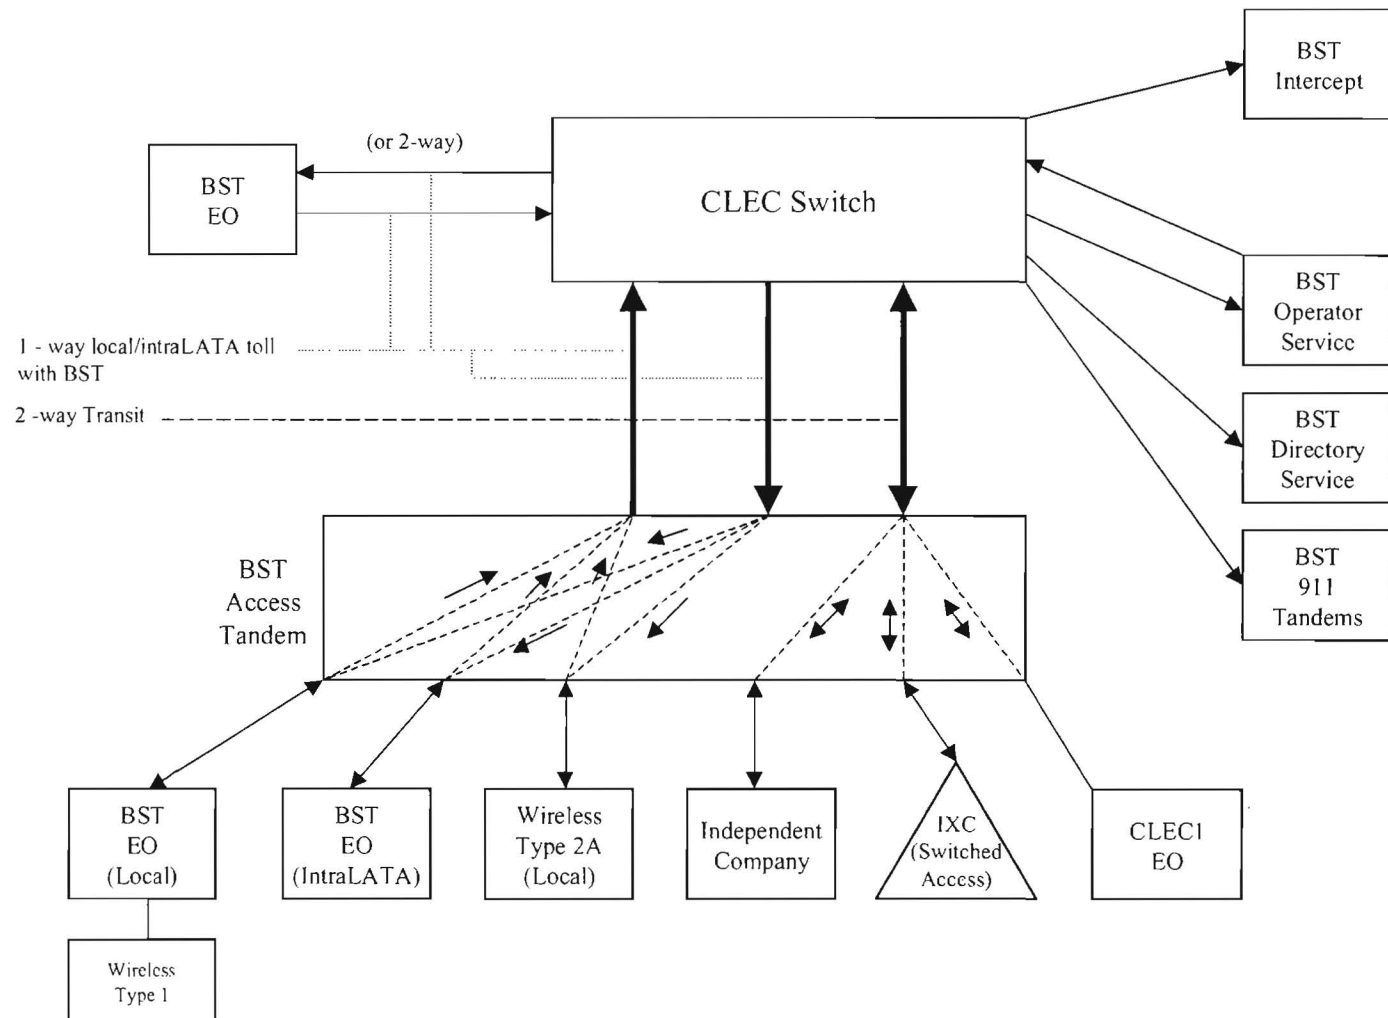 BST
Intercept
(or 2-way)
BST
EO
CLEC Switch
BST
Operator
Service
1 - way local/intraLATA toll
with BST
2 -way Transit
BST
Directory
Service
BST
Access
Tandem
BST
911
Tandems
BST
EO
(Local)
BST
EO
(IntraLATA)
Wireless
Type 2A
(Local)
Independent
Company
IXC
(Switched
Access)
CLEC1
EO
Wireless
Type 1